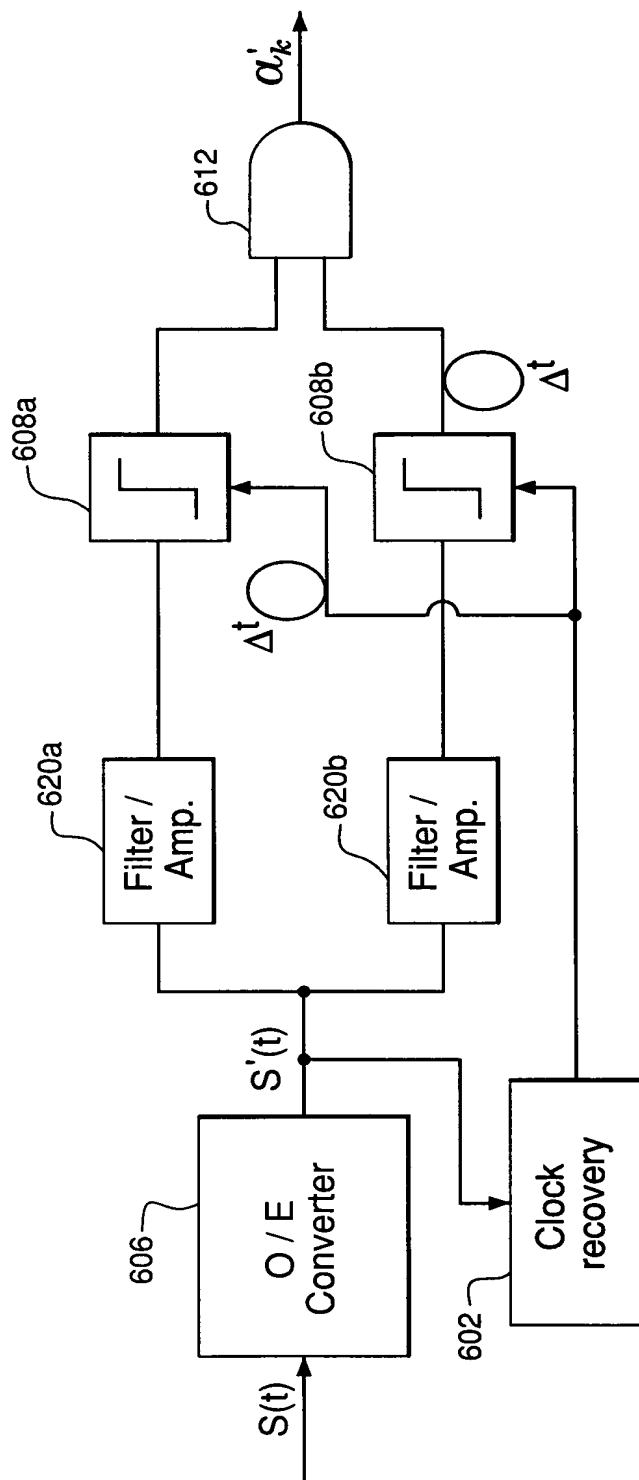 S(t)
606
O / E
Converter
S'(t)
602
Clock
recovery
620a
Filter /
Amp.
620b
Filter /
Amp.
608a
Δt
608b
Δt
612
α'k